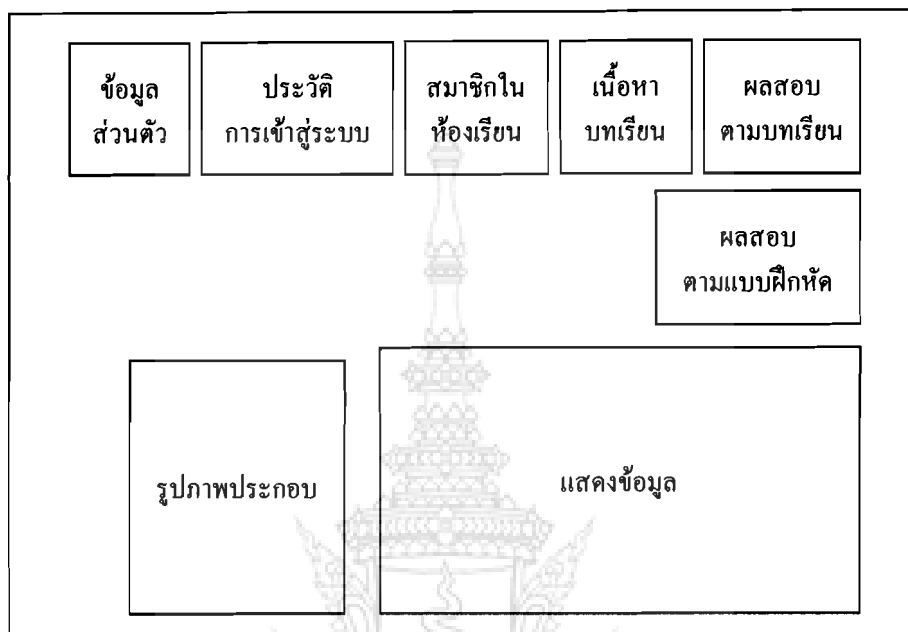 ข้อมูล
ส่วนตัว
ประวัติ
การเข้าสู่ระบบ
สมาชิกใน
ห้องเรียน
เนื้อหา
บทเรียน
ผลสอบ
ตามบทเรียน
ผลสอบ
ตามแบบฝึกหัด
รูปภาพประกอบ
แสดงข้อมูล